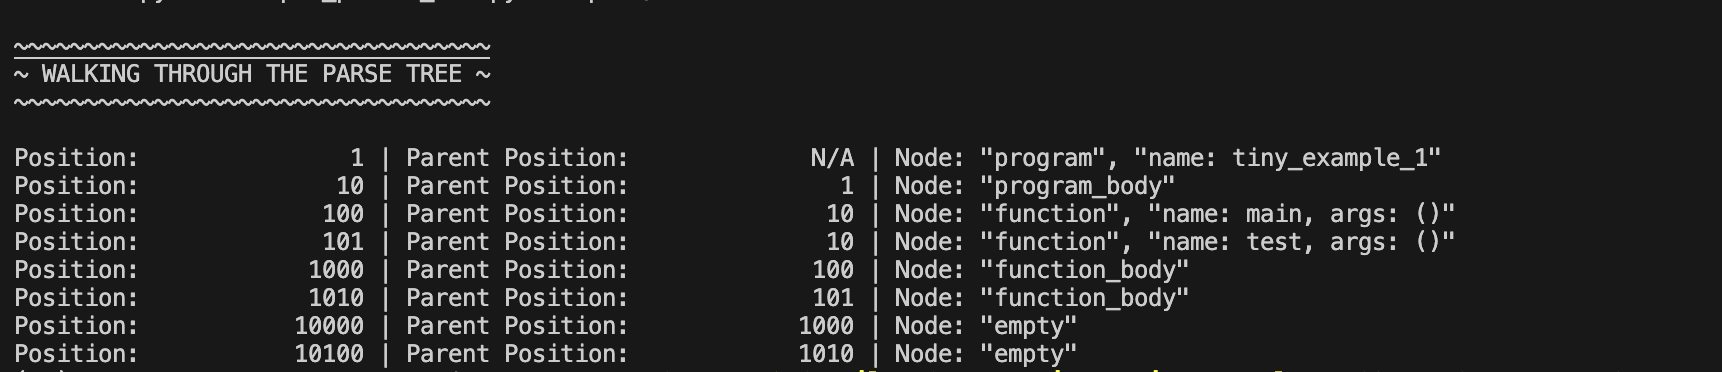 ~~~~~~~~~~~~~~~~~~~~~~~~~~~~~~~~~~
~ WALKING THROUGH THE PARSE TREE ~
~~~~~~~~~~~~~~~~~~~~~~~~~~~~~~~~~~
Position:               1 | Parent Position:             N/A | Node: "program", "name: tiny_example_1"
Position:              10 | Parent Position:               1 | Node: "program_body"
Position:             100 | Parent Position:              10 | Node: "function", "name: main, args: ()"
Position:             101 | Parent Position:              10 | Node: "function", "name: test, args: ()"
Position:            1000 | Parent Position:             100 | Node: "function_body"
Position:            1010 | Parent Position:             101 | Node: "function_body"
Position:           10000 | Parent Position:            1000 | Node: "empty"
Position:           10100 | Parent Position:            1010 | Node: "empty"